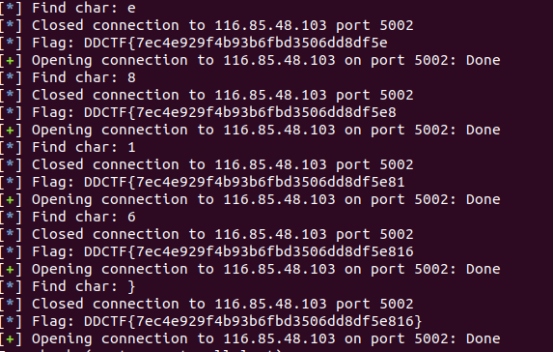 [*] Find char: e
[*] Closed connection to 116.85.48.103 port 5002
[*] Flag: DDCTF{7ec4e929f4b93b6fbd3506dd8df5e
[+] Opening connection to 116.85.48.103 on port 5002: Done
[*] Find char: 8
[*] Closed connection to 116.85.48.103 port 5002
[*] Flag: DDCTF{7ec4e929f4b93b6fbd3506dd8df5e8
[+] Opening connection to 116.85.48.103 on port 5002: Done
[*] Find char: 1
[*] Closed connection to 116.85.48.103 port 5002
[*] Flag: DDCTF{7ec4e929f4b93b6fbd3506dd8df5e81
[+] Opening connection to 116.85.48.103 on port 5002: Done
[*] Find char: 6
[*] Closed connection to 116.85.48.103 port 5002
[*] Flag: DDCTF{7ec4e929f4b93b6fbd3506dd8df5e816
[+] Opening connection to 116.85.48.103 on port 5002: Done
[*] Find char: }
[*] Closed connection to 116.85.48.103 port 5002
[*] Flag: DDCTF{7ec4e929f4b93b6fbd3506dd8df5e816}
[+] Opening connection to 116.85.48.103 on port 5002: Done